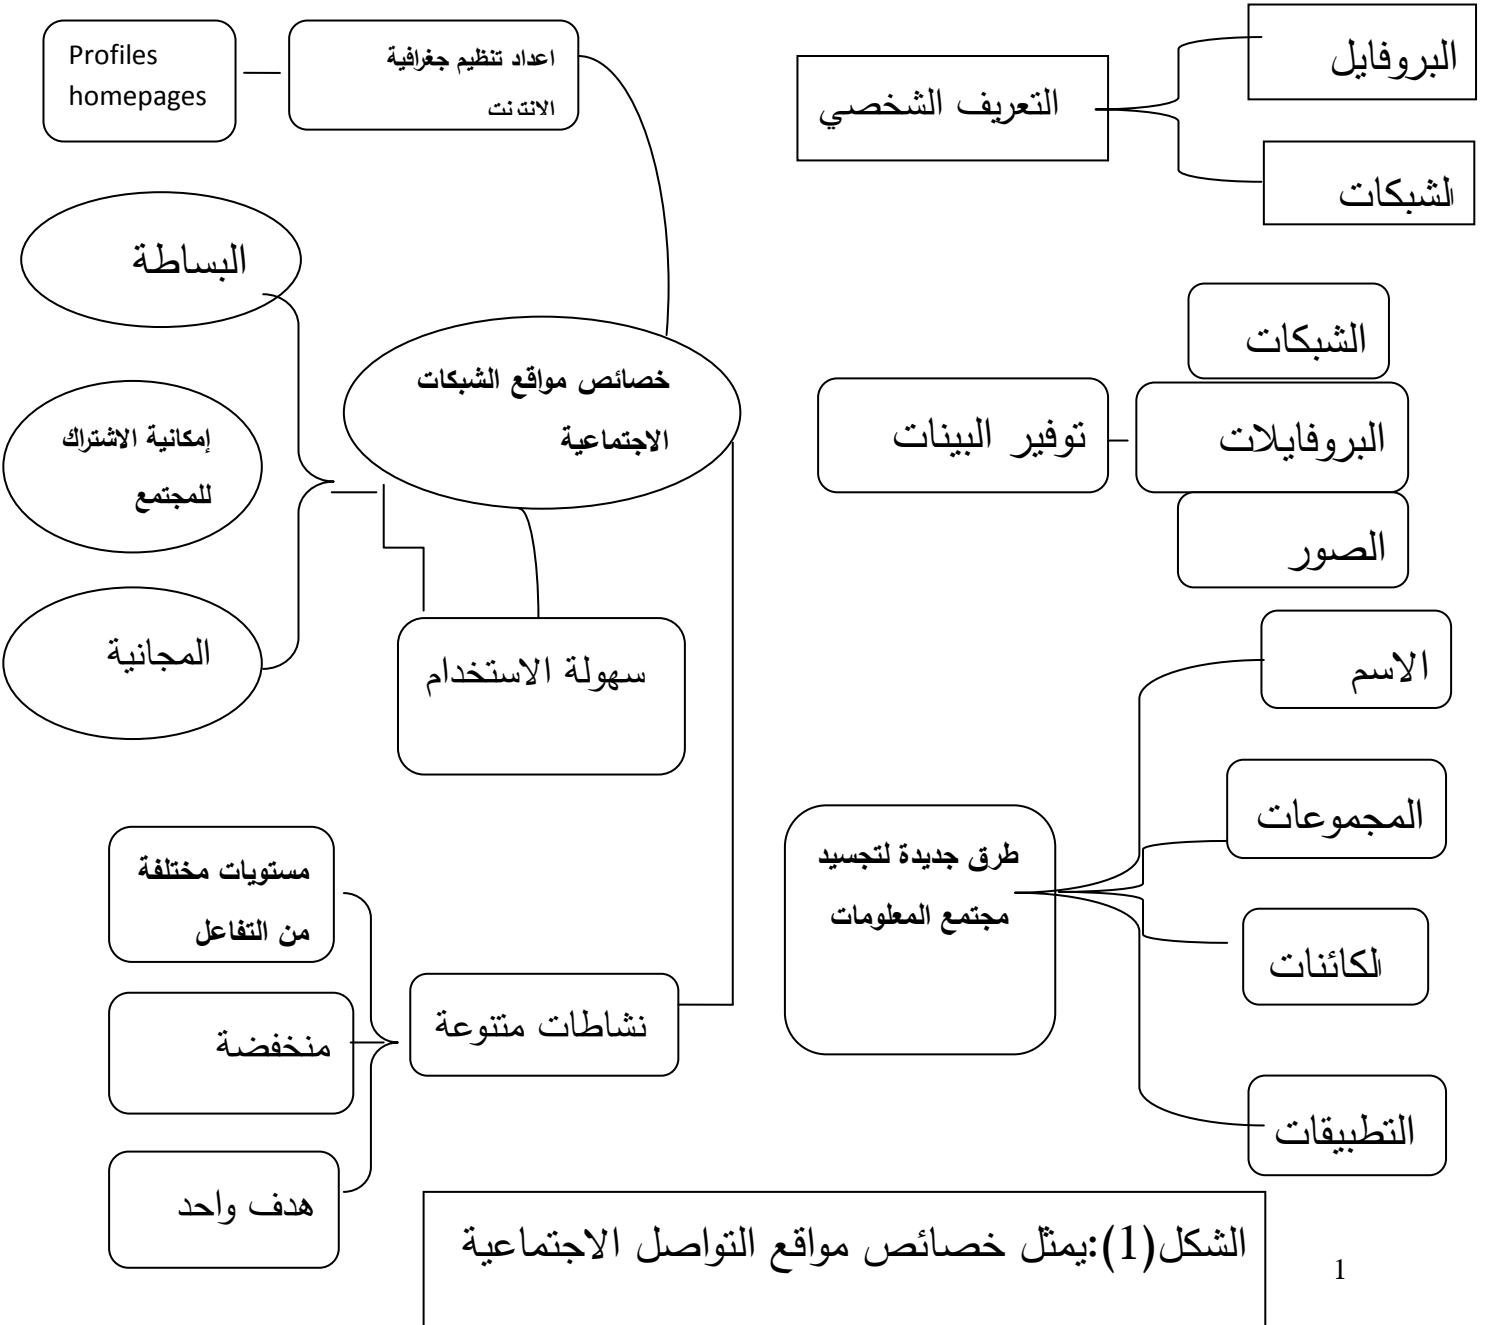 البروفايل
التعريف الشخصي
الشبكات
اعداد تنظيم جغرافية
الانترنت
Profiles
homepages
البساطة
الشبكات
خصائص مواقع الشبكات
الاجتماعية
إمكانية الاشتراك
للمجتمع
البروفايلات
توفير البينات
الصور
المجانية
سهولة الاستخدام
الاسم
المجموعات
طرق جديدة لتجسيد
مجتمع المعلومات
الكائنات
التطبيقات
مستويات مختلفة
من التفاعل
نشاطات متنوعة
منخفضة
هدف واحد
الشكل(1):يمثل خصائص مواقع التواصل الاجتماعية
1